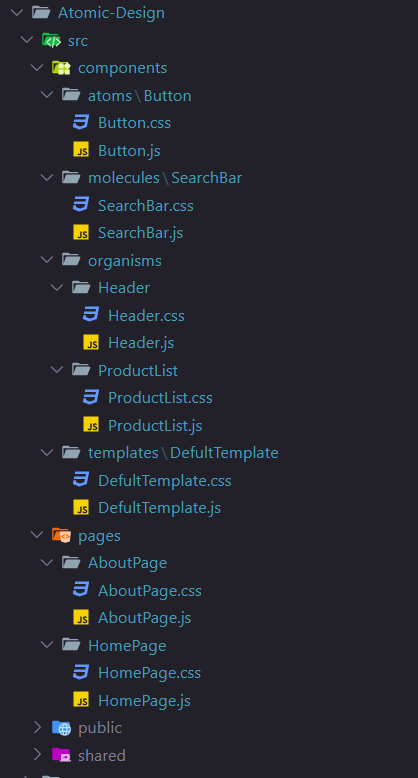 Atomic-Design
src
components
atoms\Button
Button.css
JS Button.js
molecules\SearchBar
SearchBar.css
JS SearchBar.js
organisms
Header
Header.css
JS Header.js
ProductList
ProductList.css
JS ProductList.js
templates\DefultTemplate
DefultTemplate.css
JS DefultTemplate.js
pages
AboutPage
AboutPage.css
JS AboutPage.js
HomePage
HomePage.css
JS HomePage.js
public
shared